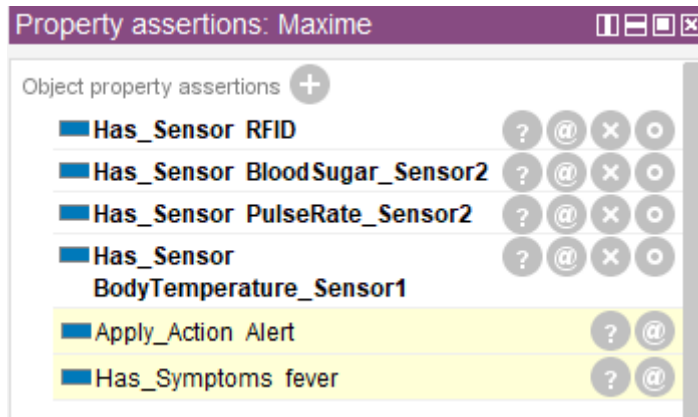 Property assertions: Maxime
Object property assertions
Has_Sensor RFID
Has_Sensor BloodSugar_Sensor2
Has_Sensor PulseRate_Sensor2
Has_Sensor
BodyTemperature_Sensor1
Apply_Action Alert
Has_Symptoms fever